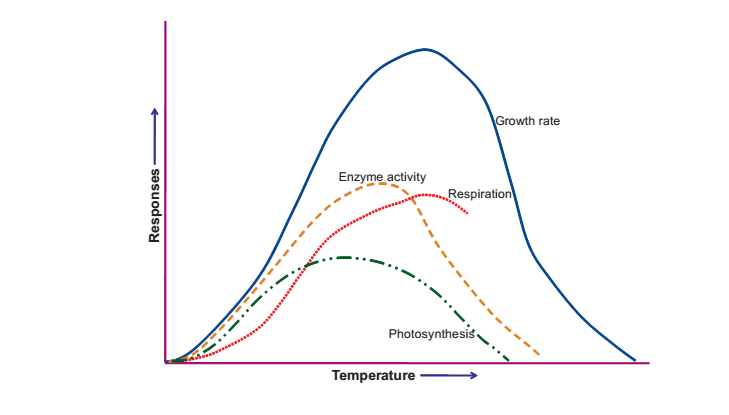 Growth rate
Enzyme activity
Respiration
Responses
Photosynthesis
Temperature